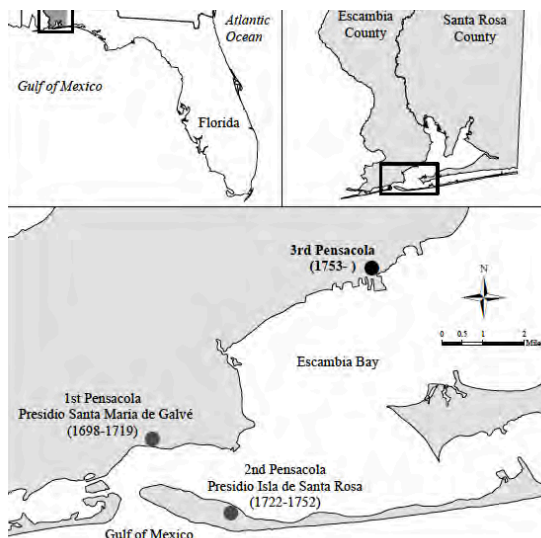 Atlantic
Ocean
Gulf of Mexico
Florida
Escambia
County
Santa Rosa
County
3rd Pensacola
(1753- )
N
0 0.5 1 2
Mile
Escambia Bay
1st Pensacola
Presidio Santa Maria de Galvé
(1698-1719)
2nd Pensacola
Presidio Isla de Santa Rosa
(1722-1752)
Gulf of Mexico